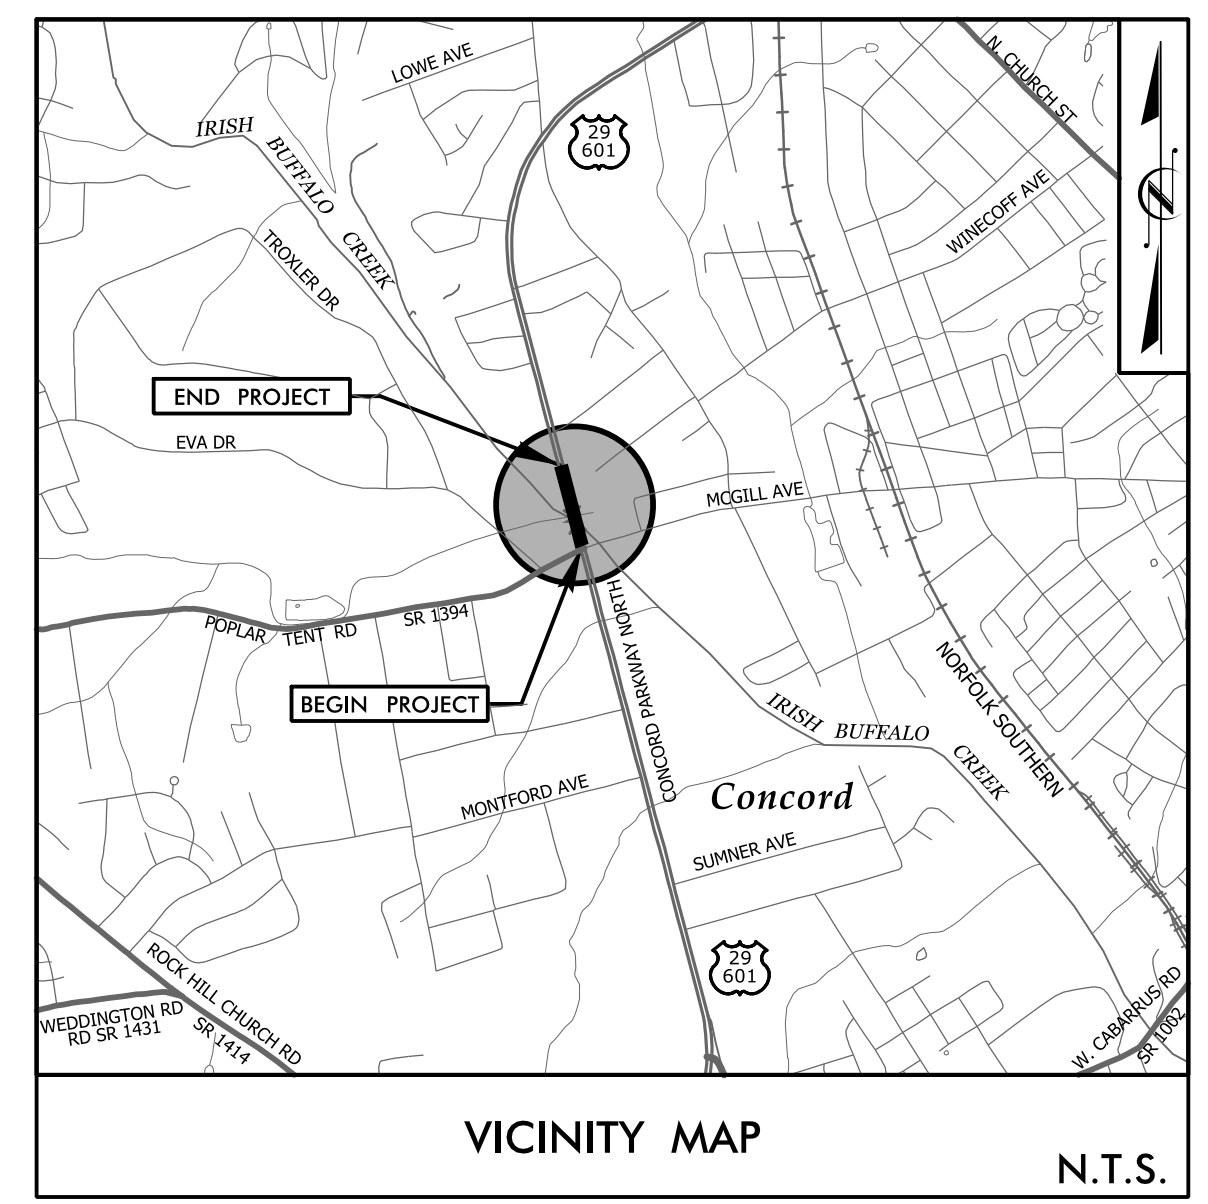 LOWE AVE
N. CHURCH ST
IRISH
BUFFALO
CREEK
29
601
WINECOFF AVE
N
TROXLER DR
END PROJECT
EVA DR
MCGILL AVE
POPLAR TENT RD
SR 1394
CONCORD PARKWAY NORTH
BEGIN PROJECT
NORFOLK SOUTHERN
IRISH BUFFALO
CREEK
MONTFORD AVE
Concord
SUMNER AVE
29
601
ROCK HILL CHURCH RD
SR 1414
WEDDINGTON RD
RD SR 1431
W. CABARRUS RD
SR 1002
VICINITY MAP
N.T.S.